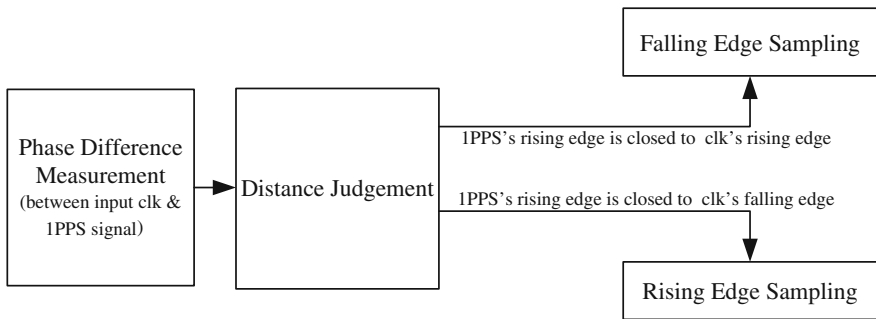 Falling Edge Sampling
Phase Difference
Measurement
(between input clk &
1PPS signal)
Distance Judgement
1PPS's rising edge is closed to clk's rising edge
1PPS's rising edge is closed to clk's falling edge
Rising Edge Sampling